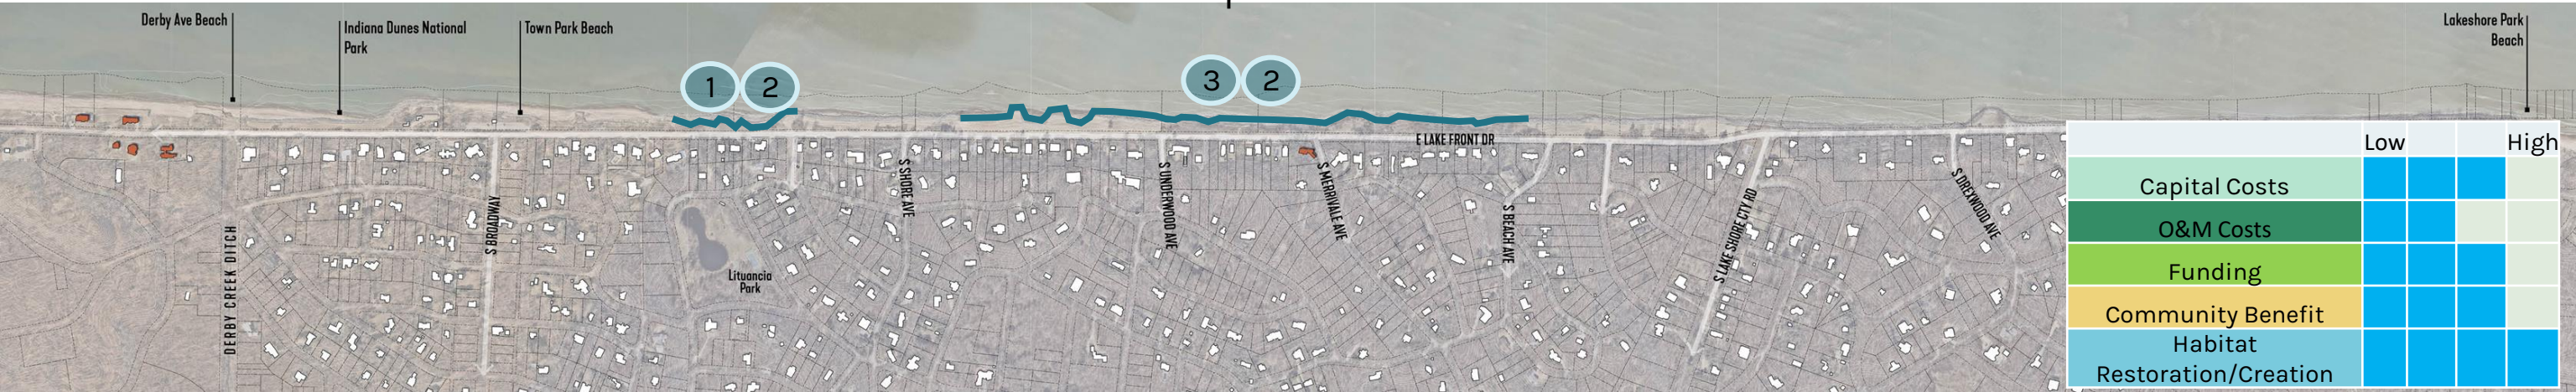 Derby Ave Beach
Indiana Dunes National
Park
Town Park Beach
Lakeshore Park
Beach
1
2
3
2
E LAKE FRONT DR
S BROADWAY
S SHORE AVE
S UNDERWOOD AVE
S MERRIVALE AVE
S BEACH AVE
S LAKE SHORE CTY RD
S DREXWOOD AVE
DERBY CREEK DITCH
Lituancia
Park
Low High
Capital Costs
O&M Costs
Funding
Community Benefit
Habitat
Restoration/Creation